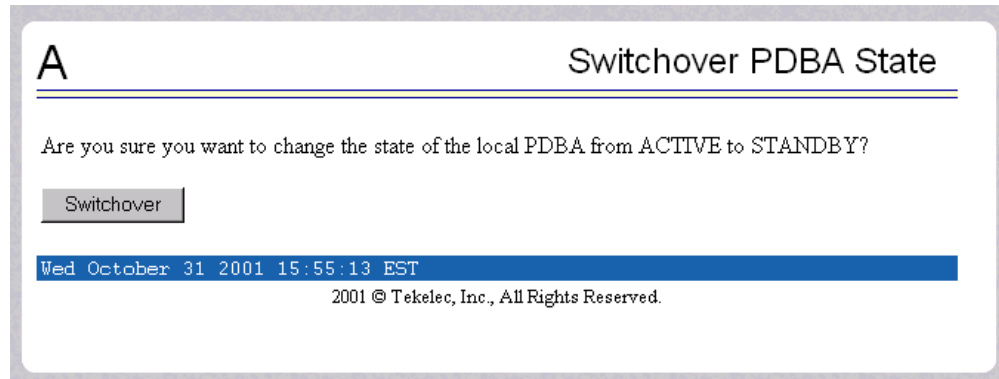 A
Switchover PDBA State
Are you sure you want to change the state of the local PDBA from ACTIVE to STANDBY?
Switchover
Wed October 31 2001 15:55:13 EST
2001 © Tekelec, Inc., All Rights Reserved.